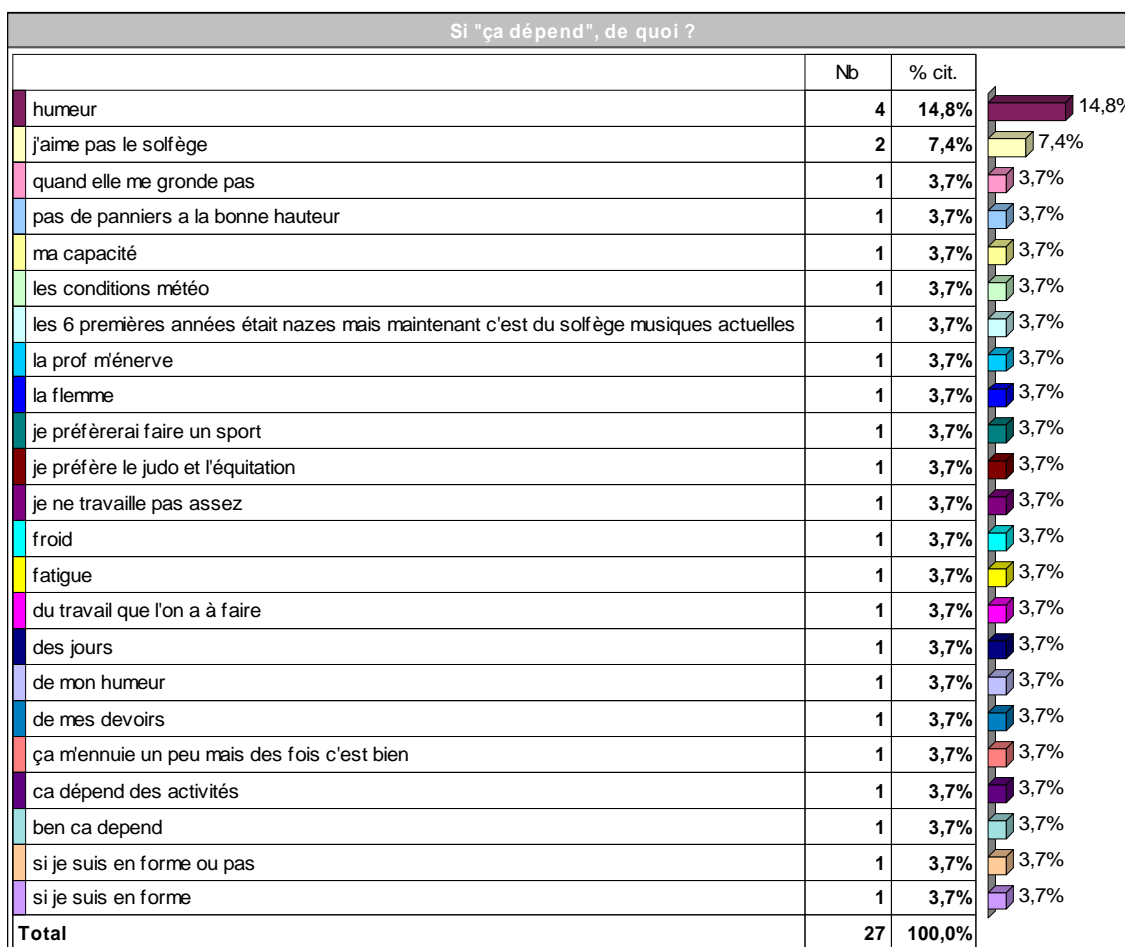 Si "ça dépend", de quoi ?
Nb % cit.
humeur 4 14,8% 14,8%
j'aime pas le solfège 2 7,4% 7,4%
quand elle me gronde pas 1 3,7% 3,7%
pas de panniers a la bonne hauteur 1 3,7% 3,7%
ma capacité 1 3,7% 3,7%
les conditions météo 1 3,7% 3,7%
les 6 premières années était nazes mais maintenant c'est du solfège musiques actuelles 1 3,7% 3,7%
la prof m'énerve 1 3,7% 3,7%
la flemme 1 3,7% 3,7%
je préfèrerai faire un sport 1 3,7% 3,7%
je préfère le judo et l'équitation 1 3,7% 3,7%
je ne travaille pas assez 1 3,7% 3,7%
froid 1 3,7% 3,7%
fatigue 1 3,7% 3,7%
du travail que l'on a à faire 1 3,7% 3,7%
des jours 1 3,7% 3,7%
de mon humeur 1 3,7% 3,7%
de mes devoirs 1 3,7% 3,7%
ça m'ennuie un peu mais des fois c'est bien 1 3,7% 3,7%
ca dépend des activités 1 3,7% 3,7%
ben ca depend 1 3,7% 3,7%
si je suis en forme ou pas 1 3,7% 3,7%
si je suis en forme 1 3,7% 3,7%
Total 27 100,0%